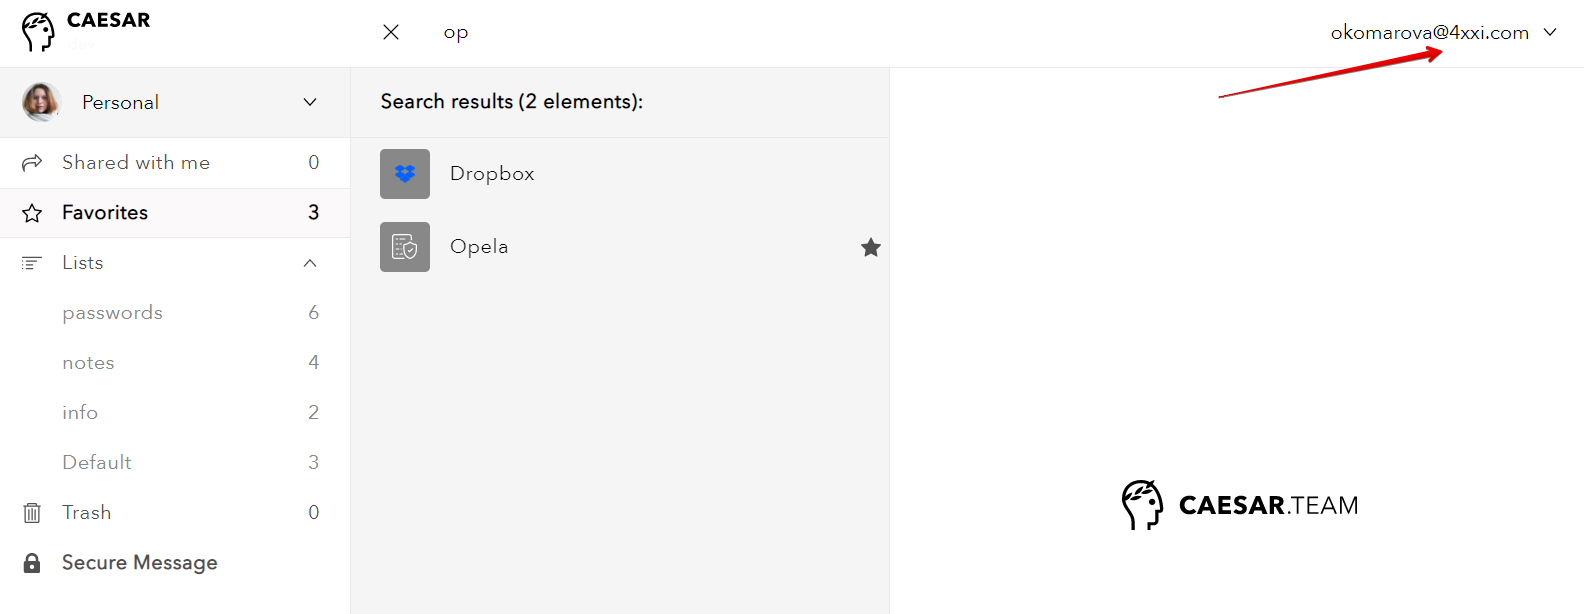 CAESAR
op
okomarova@4xxi.com
Personal
Search results (2 elements):
Shared with me 0
Dropbox
Favorites 3
Opela
Lists
passwords 6
notes 4
info 2
Default 3
CAESAR.TEAM
Trash 0
Secure Message